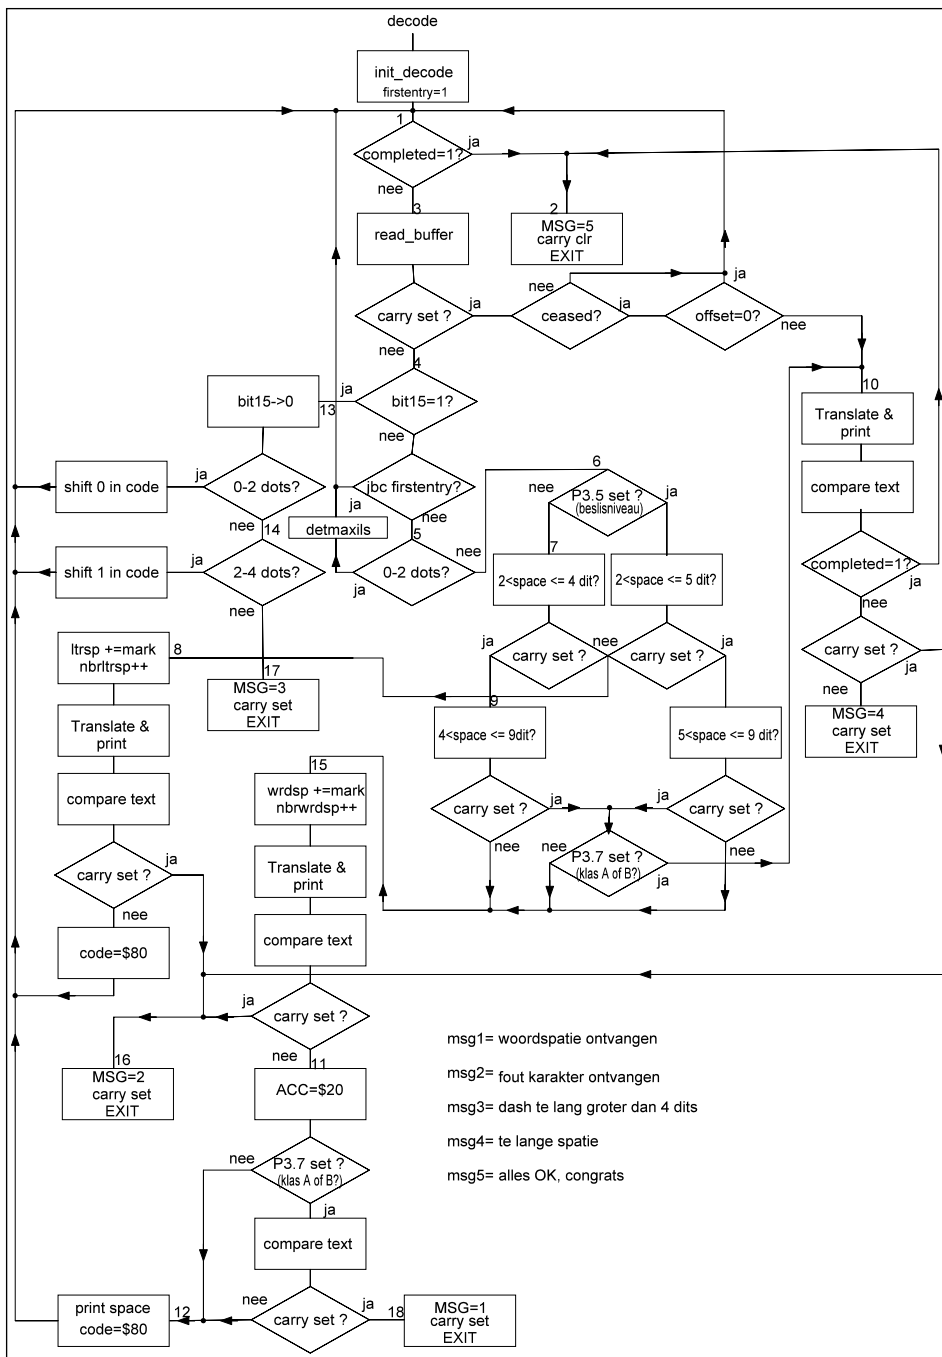 decode
init_decode
firstentry=1
1
completed=1?
ja
nee
3
read_buffer
2
MSG=5
carry clr
EXIT
carry set ?
ja
nee
nee
ceased?
ja
ja
offset=0?
nee
4
bit15=1?
ja
nee
13
bit15->0
10
Translate &
print
compare text
completed=1?
ja
nee
carry set ?
ja
nee
MSG=4
carry set
EXIT
shift 0 in code
ja
0-2 dots?
nee
14
jbc firstentry?
ja
nee
detmaxils
5
0-2 dots?
nee
ja
6
nee
P3.5 set ?
(beslisniveau)
ja
shift 1 in code
ja
2-4 dots?
nee
7
2<space <= 4 dit?
2<space <= 5 dit?
ja
carry set ?
nee
carry set ?
ja
ltrsp +=mark
nbrltrsp++
8
17
MSG=3
carry set
EXIT
9
4<space <= 9dit?
5<space <= 9 dit?
Translate &
print
compare text
carry set ?
ja
nee
code=$80
15
wrdsp +=mark
nbrwrdsp++
carry set ?
ja
nee
ja
carry set ?
nee
nee
P3.7 set ?
(klas A of B?)
ja
Translate &
print
compare text
ja
carry set ?
nee
16
MSG=2
carry set
EXIT
11
ACC=$20
nee
P3.7 set ?
(klas A of B?)
ja
compare text
nee
carry set ?
ja
18
MSG=1
carry set
EXIT
print space
code=$80
12
msg1= woordspatie ontvangen
msg2= fout karakter ontvangen
msg3= dash te lang groter dan 4 dits
msg4= te lange spatie
msg5= alles OK, congrats